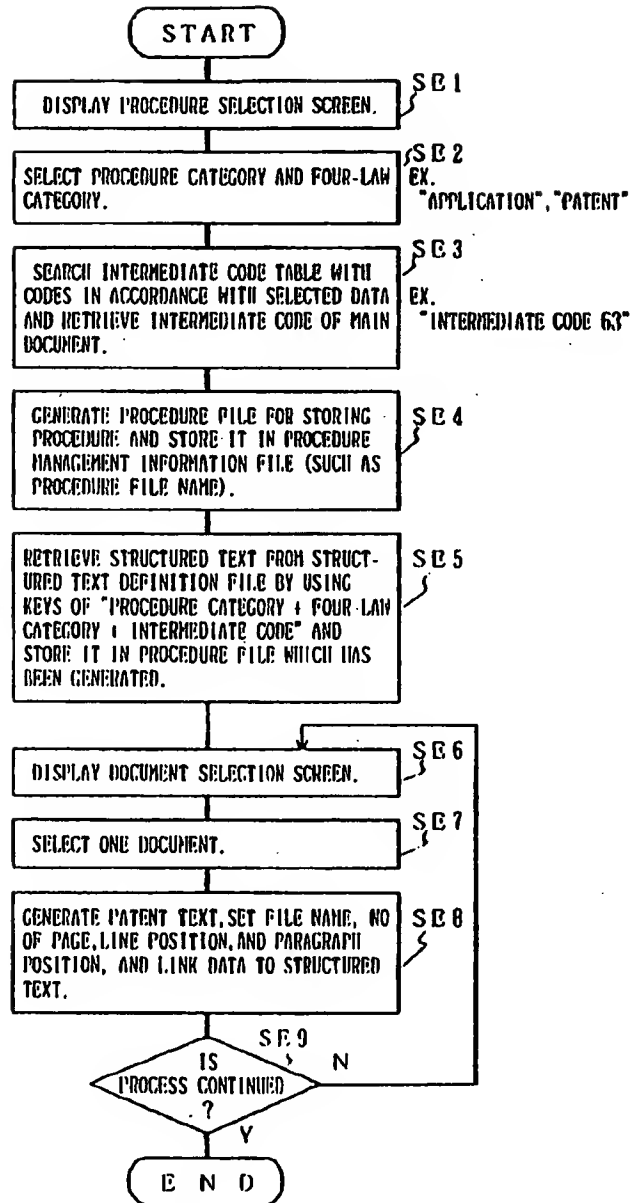 START
SE1
DISPLAY PROCEDURE SELECTION SCREEN.
SE2
SELECT PROCEDURE CATEGORY AND FOUR-LAW
CATEGORY.
EX.
"APPLICATION","PATENT"
SE3
SEARCH INTERMEDIATE CODE TABLE WITH
CODES IN ACCORDANCE WITH SELECTED DATA
AND RETRIEVE INTERMEDIATE CODE OF MAIN
DOCUMENT.
EX.
"INTERMEDIATE CODE 63"
SE4
GENERATE PROCEDURE FILE FOR STORING
PROCEDURE AND STORE IT IN PROCEDURE
MANAGEMENT INFORMATION FILE (SUCH AS
PROCEDURE FILE NAME).
SE5
RETRIEVE STRUCTURED TEXT FROM STRUCT-
URED TEXT DEFINITION FILE BY USING
KEYS OF "PROCEDURE CATEGORY + FOUR-LAW
CATEGORY + INTERMEDIATE CODE" AND
STORE IT IN PROCEDURE FILE WHICH HAS
BEEN GENERATED.
SE6
DISPLAY DOCUMENT SELECTION SCREEN.
SE7
SELECT ONE DOCUMENT.
SE8
GENERATE PATENT TEXT, SET FILE NAME, NO
OF PAGE, LINE POSITION, AND PARAGRAPH
POSITION, AND LINK DATA TO STRUCTURED
TEXT.
SE9
IS
PROCESS CONTINUED
?
N
Y
END